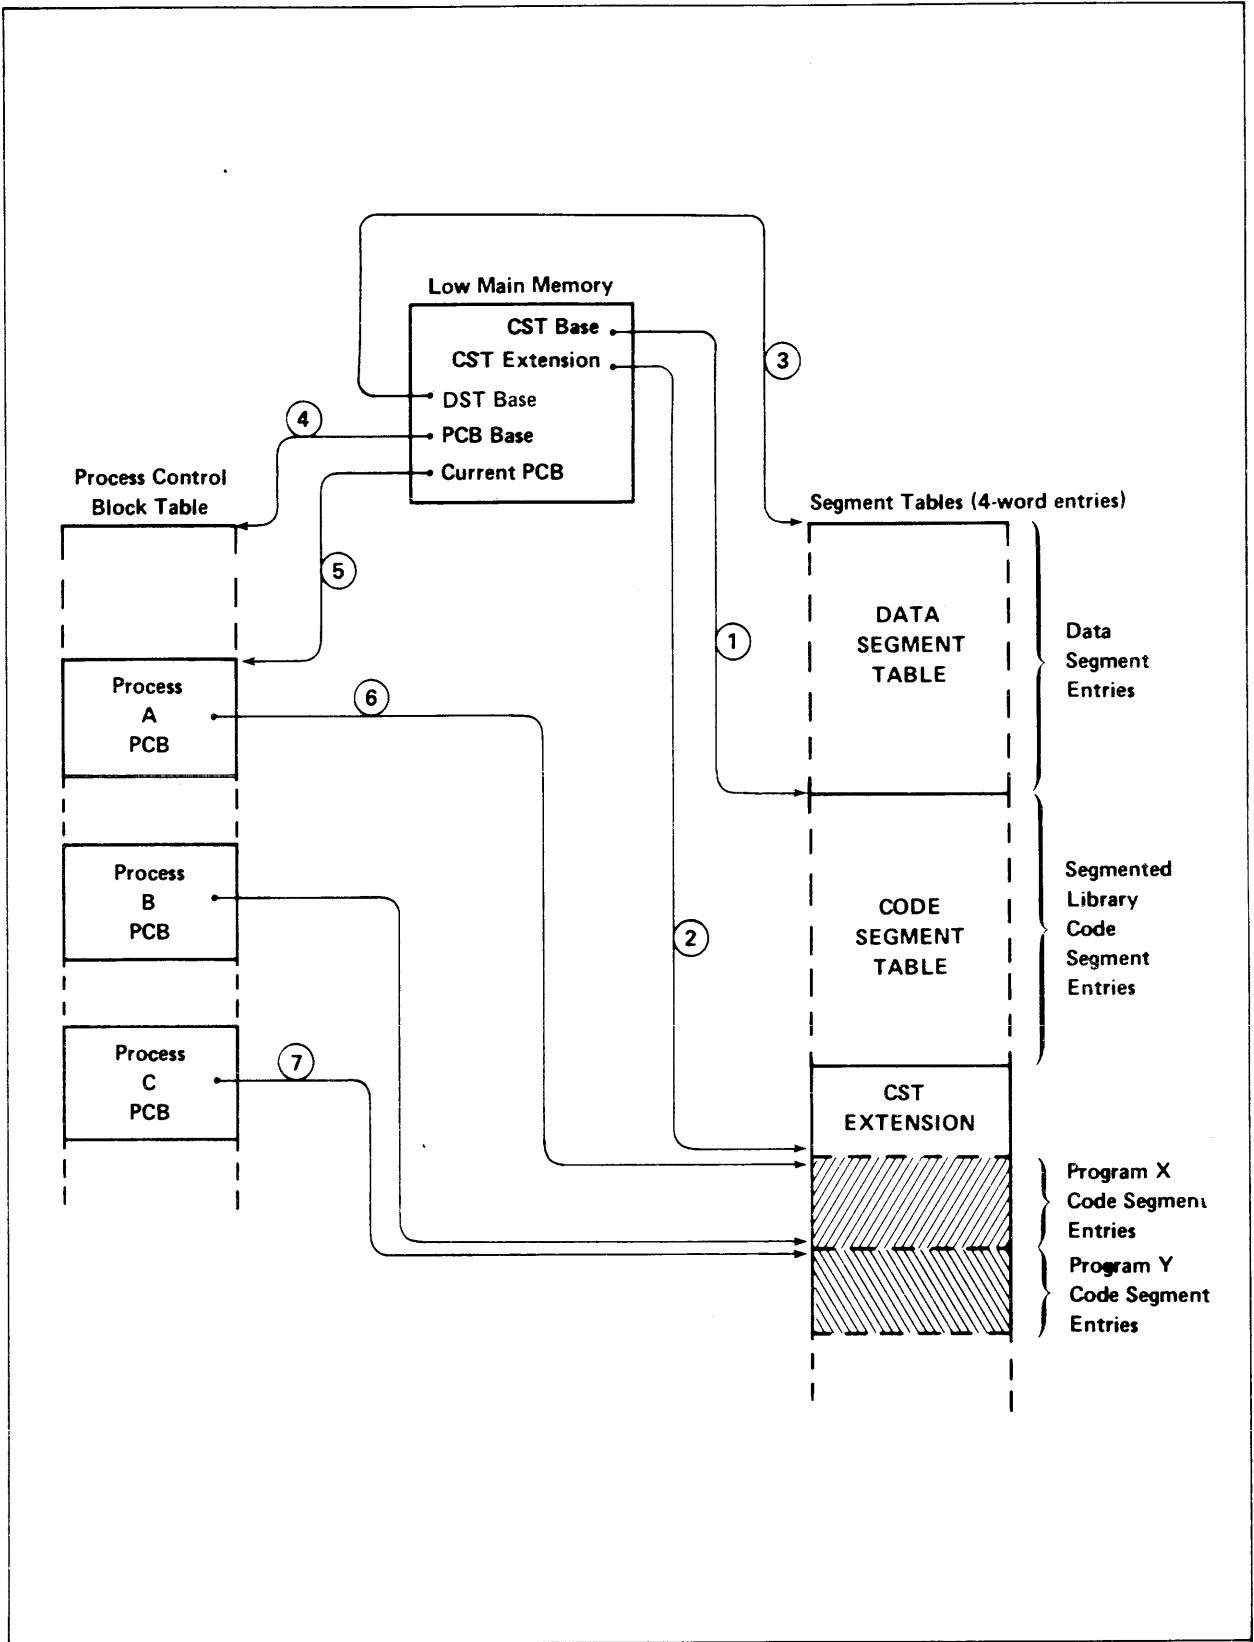 Low Main Memory
CST Base
CST Extension
DST Base
PCB Base
Current PCB
3
4
Process Control
Block Table
5
Process
A
PCB
6
Process
B
PCB
Process
C
PCB
7
1
2
Segment Tables (4-word entries)
DATA
SEGMENT
TABLE
Data
Segment
Entries
CODE
SEGMENT
TABLE
Segmented
Library
Code
Segment
Entries
CST
EXTENSION
Program X
Code Segment
Entries
Program Y
Code Segment
Entries